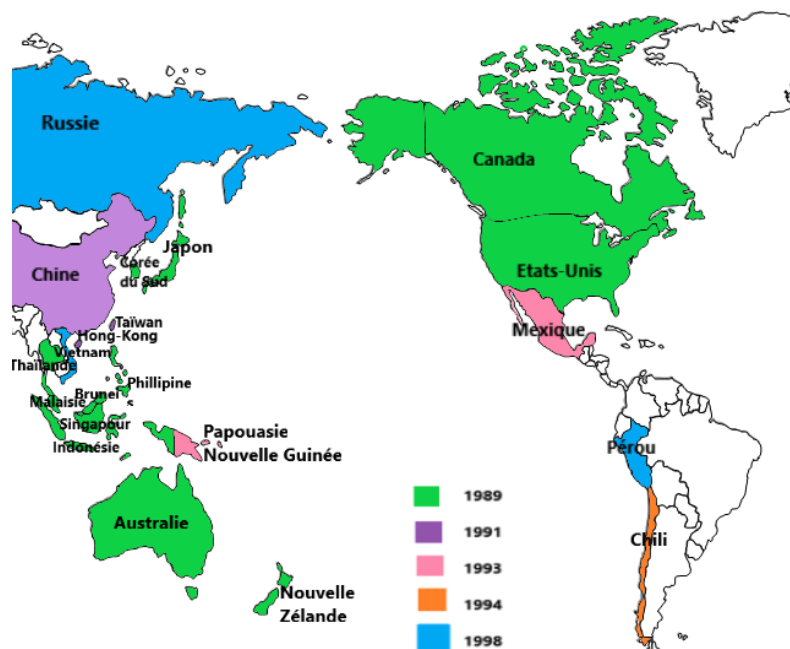 Russie
Canada
Japon
Corée
du Sud
Chine
Etats-Unis
Taïwan
Hong-Kong
Mexique
Vietnam
Thaïlande
Phillipine
s
Brunei
Malaisie
Singapour
Indonésie
Papouasie
Nouvelle Guinée
Pérou
Australie
Chili
Nouvelle
Zélande
1989
1991
1993
1994
1998